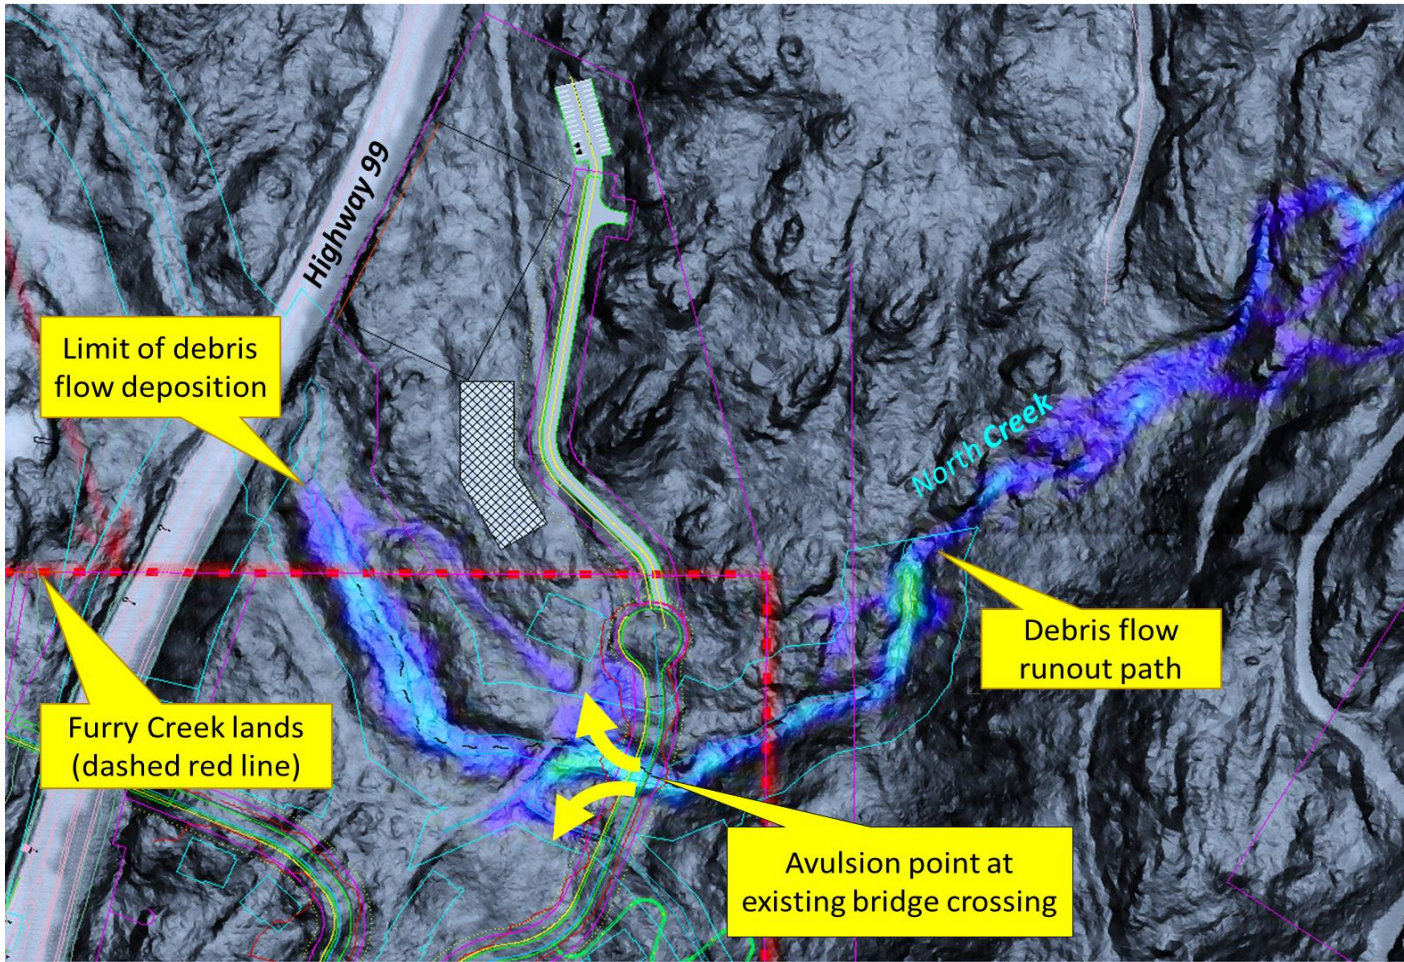 Highway 99
Limit of debris
flow deposition
North Creek
Debris flow
runout path
Furry Creek lands
(dashed red line)
Avulsion point at
existing bridge crossing